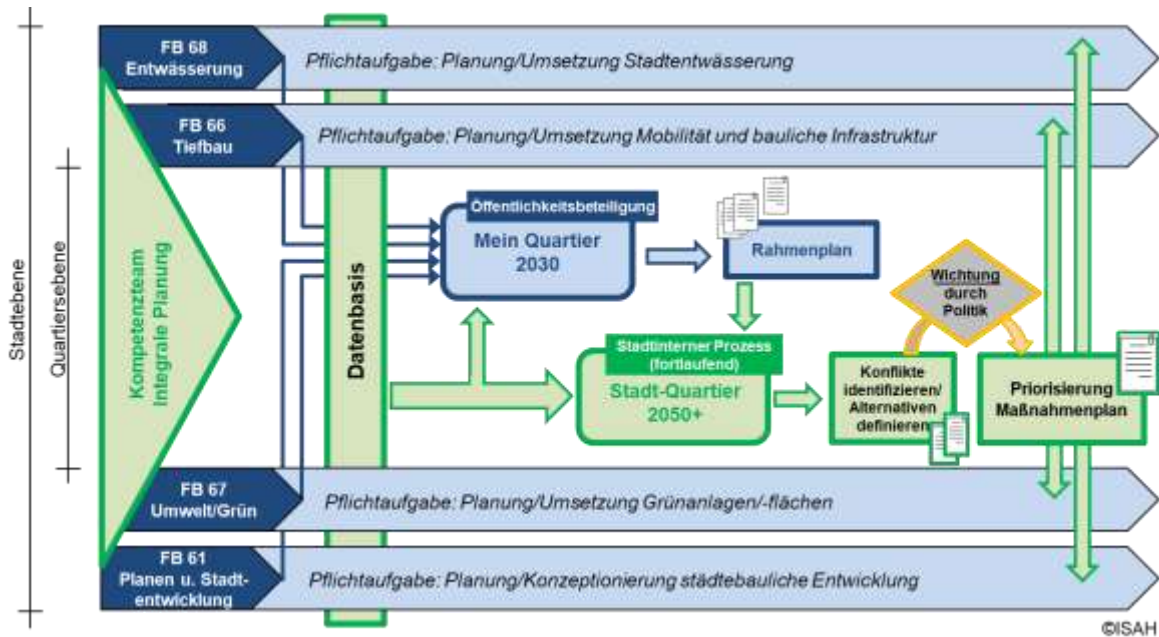 Stadtebene
Quartiersebene
FB 68
Entwässerung
Pflichtaufgabe: Planung/Umsetzung Stadtentwässerung
FB 66
Tiefbau
Pflichtaufgabe: Planung/Umsetzung Mobilität und bauliche Infrastruktur
Kompetenzteam
Integrale Planung
Datenbasis
Öffentlichkeitsbeteiligung
Mein Quartier
2030
Rahmenplan
Wichtung
durch
Politik
Stadtinterner Prozess
(fortlaufend)
Stadt-Quartier
2050+
Konflikte
identifizieren/
Alternativen
definieren
Priorisierung
Maßnahmenplan
FB 67
Umwelt/Grün
Pflichtaufgabe: Planung/Umsetzung Grünanlagen/-flächen
FB 61
Planen u. Stadt-
entwicklung
Pflichtaufgabe: Planung/Konzeptionierung städtebauliche Entwicklung
©ISAH